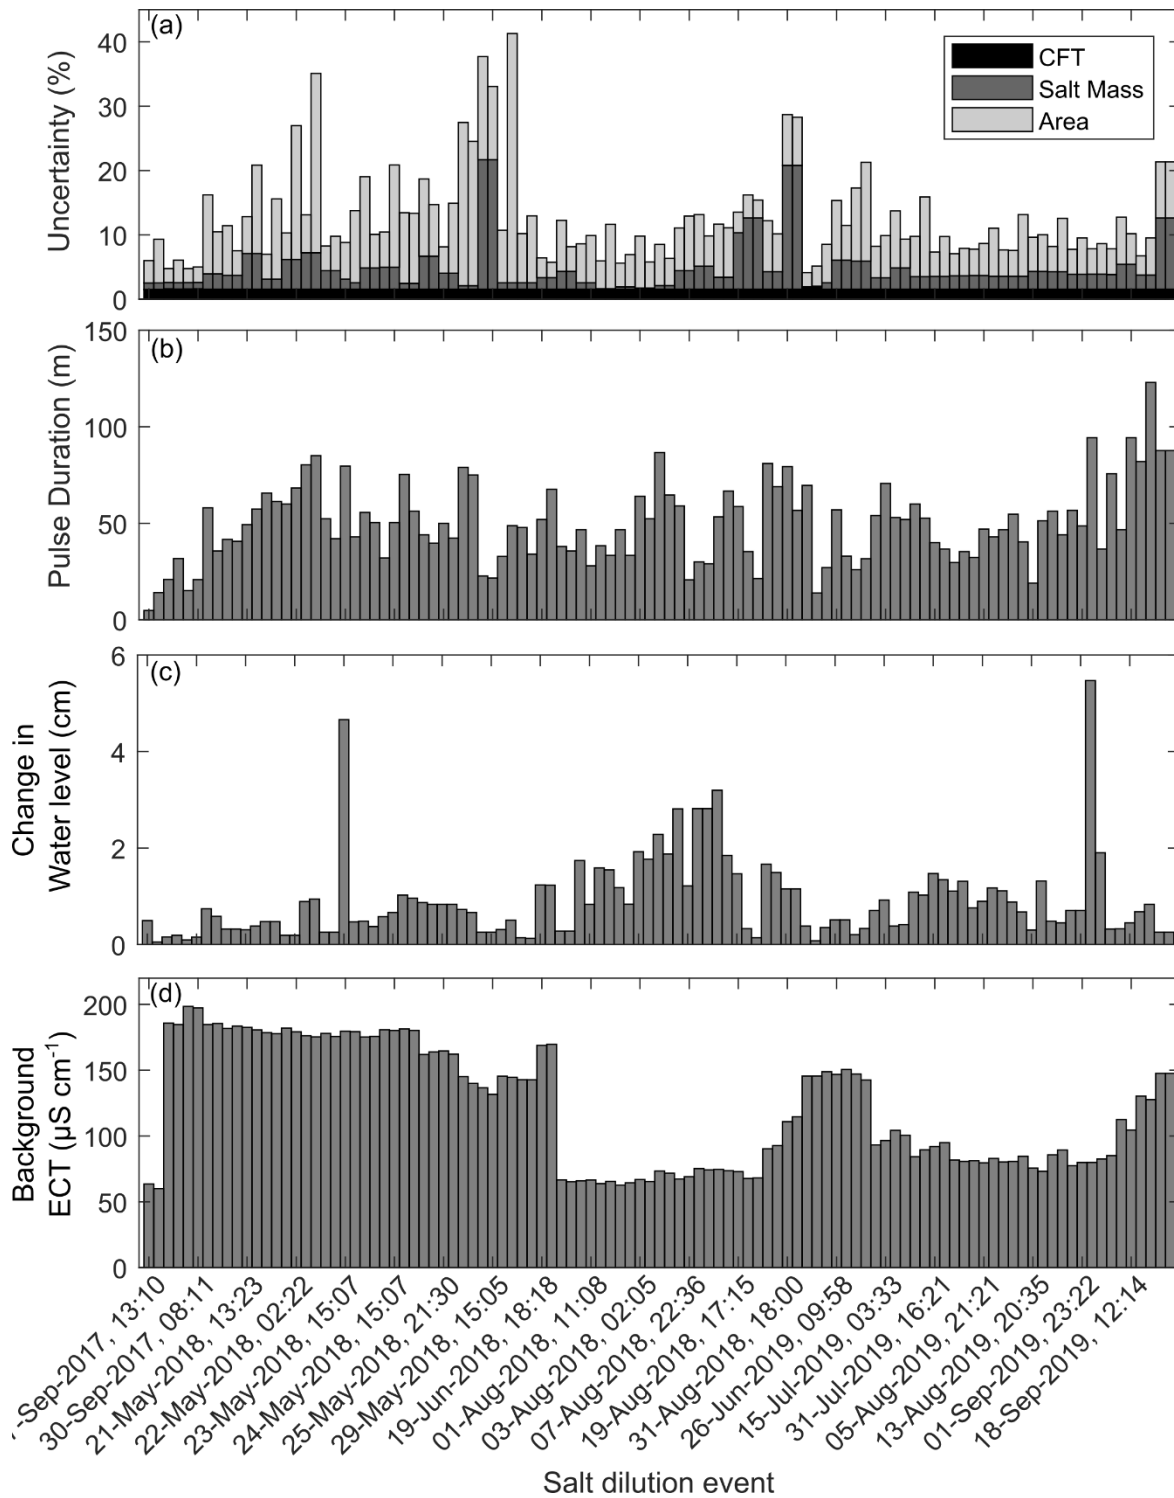 (a)
Uncertainty (%)
40
30
20
10
0
CFT
Salt Mass
Area
(b)
Pulse Duration (m)
150
100
50
0
(c)
Change in
Water level (cm)
6
4
2
0
(d)
Background
ECT (µS cm⁻¹)
200
150
100
50
0
-Sep-2017, 13:10
30-Sep-2017, 08:11
21-May-2018, 13:23
22-May-2018, 02:22
23-May-2018, 15:07
24-May-2018, 15:07
25-May-2018, 21:30
29-May-2018, 15:05
19-Jun-2018, 18:18
01-Aug-2018, 11:08
03-Aug-2018, 02:05
07-Aug-2018, 22:36
19-Aug-2018, 17:15
31-Aug-2018, 18:00
26-Jun-2019, 09:58
15-Jul-2019, 03:33
31-Jul-2019, 16:21
05-Aug-2019, 21:21
13-Aug-2019, 20:35
01-Sep-2019, 23:22
18-Sep-2019, 12:14
Salt dilution event